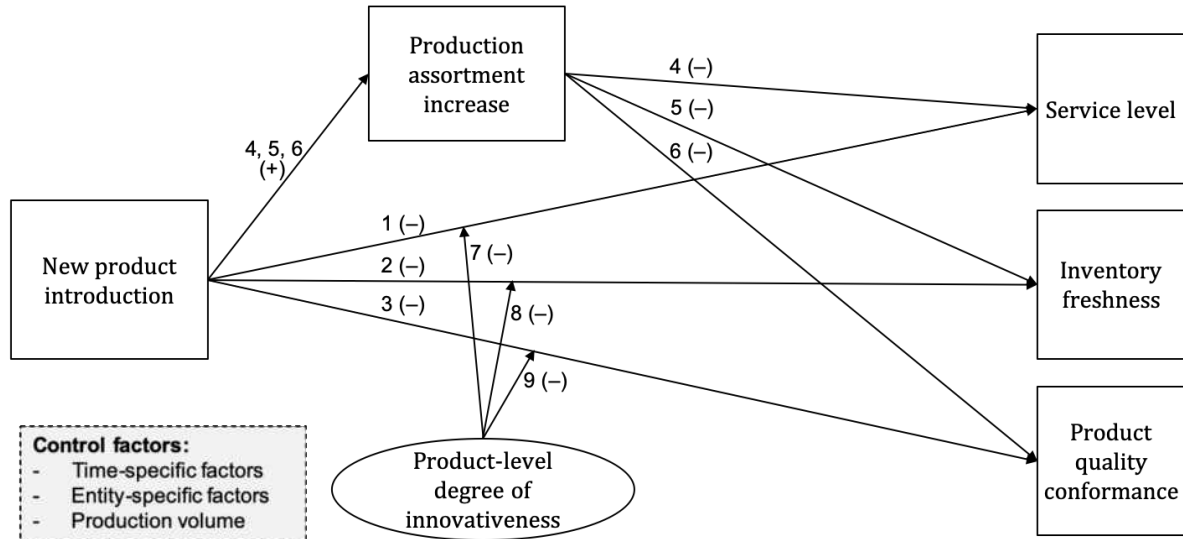 Production
assortment
increase
4 (–)
5 (–)
6 (–)
Service level
4, 5, 6
(+)
New product
introduction
1 (–)
2 (–)
3 (–)
7 (–)
8 (–)
9 (–)
Inventory
freshness
Product
quality
conformance
Product-level
degree of
innovativeness
Control factors:
- Time-specific factors
- Entity-specific factors
- Production volume